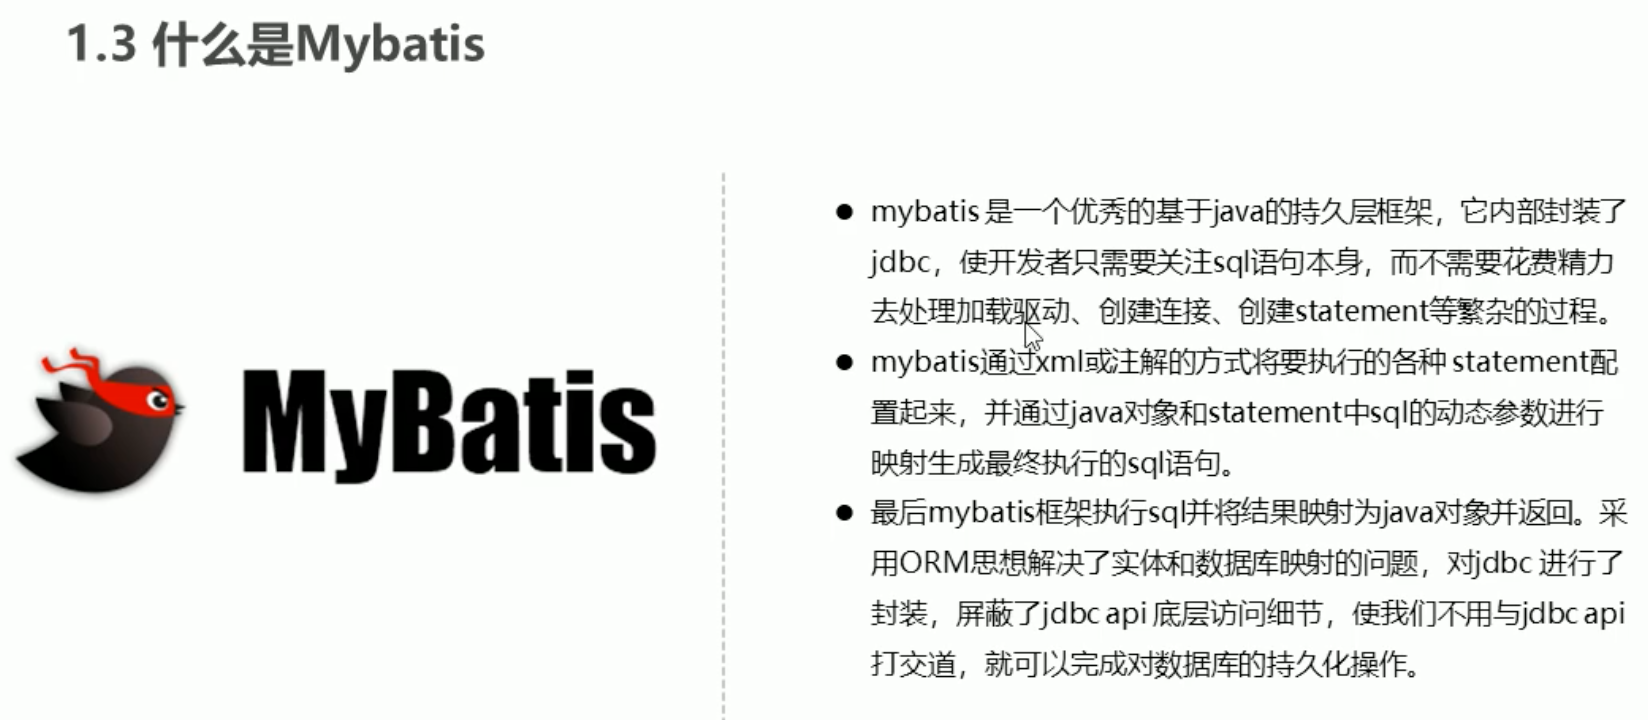 1.3 什么是Mybatis
MyBatis
● mybatis 是一个优秀的基于java的持久层框架，它内部封装了
jdbc，使开发者只需要关注sql语句本身，而不需要花费精力
去处理加载驱动、创建连接、创建statement等繁杂的过程。
● mybatis通过xml或注解的方式将要执行的各种 statement配
置起来，并通过java对象和statement中sql的动态参数进行
映射生成最终执行的sql语句。
● 最后mybatis框架执行sql并将结果映射为java对象并返回。采
用ORM思想解决了实体和数据库映射的问题，对jdbc 进行了
封装，屏蔽了jdbc api 底层访问细节，使我们不用与jdbc api
打交道，就可以完成对数据库的持久化操作。